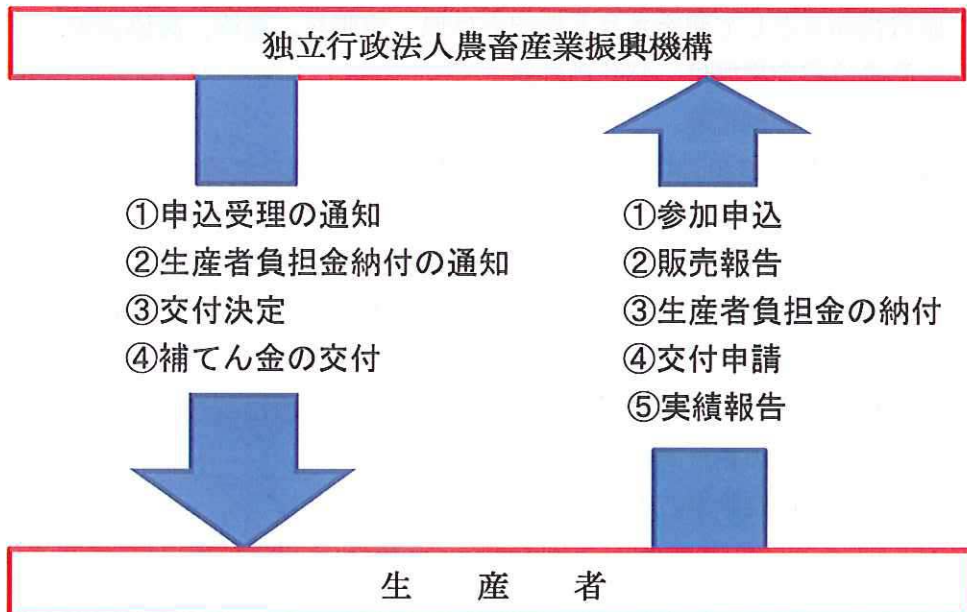 独立行政法人農畜産業振興機構
①申込受理の通知
②生産者負担金納付の通知
③交付決定
④補てん金の交付
①参加申込
②販売報告
③生産者負担金の納付
④交付申請
⑤実績報告
生　産　者